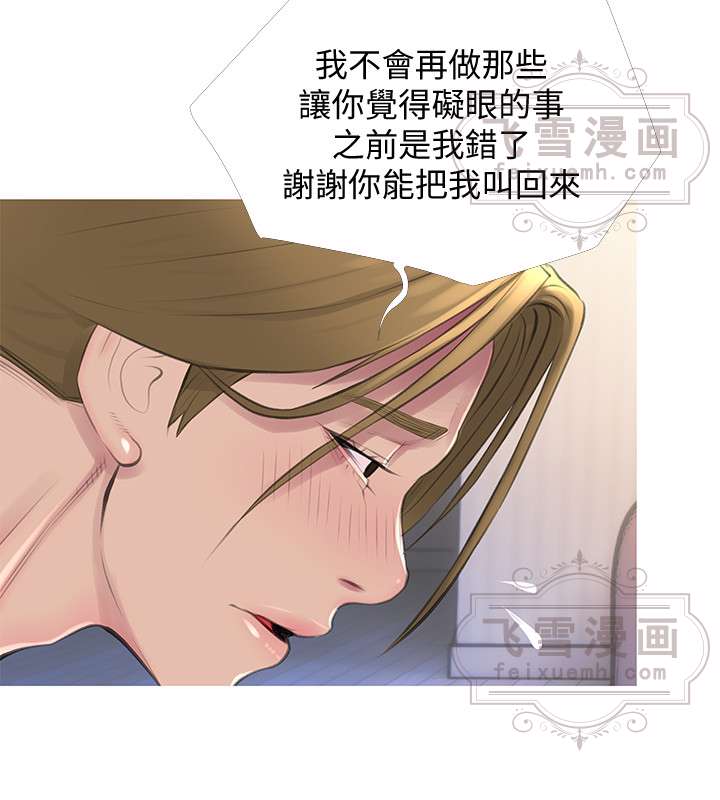 我不會再做那些
讓你覺得礙眼的事
之前是我錯了
謝謝你能把我叫回來
飞雪漫画
feixuemh.com
飞雪漫画
feixuemh.com